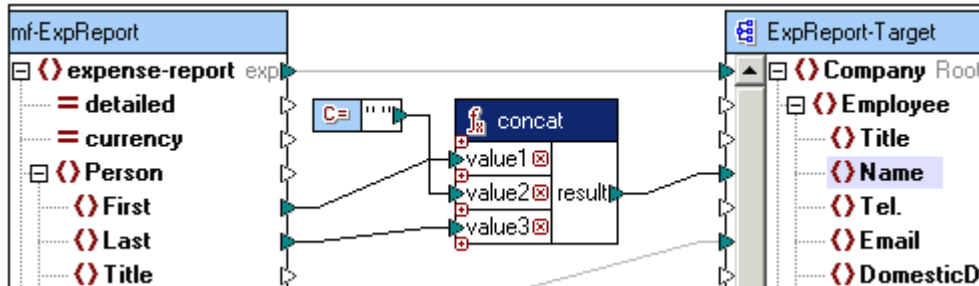 mf-ExpReport
ExpReport-Target
expense-report exp
Company Root
detailed
C= " "
concat
Employee
currency
value1
Title
Person
value2 result
Name
First
value3
Tel.
Last
Email
Title
DomesticD